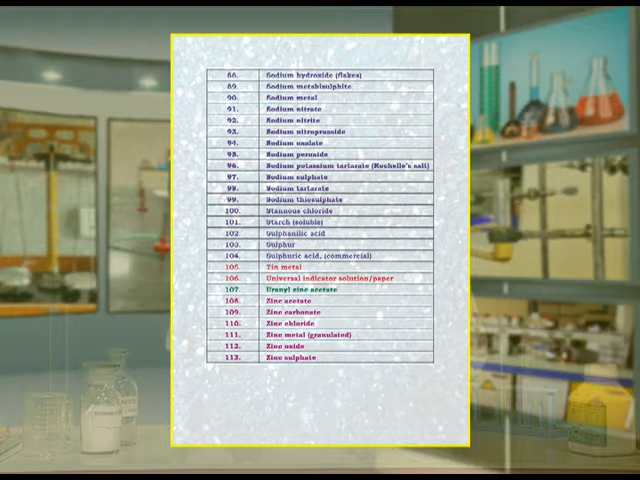 88. Sodium hydroxide (flakes)
89. Sodium metabisulphite
90. Sodium metal
91. Sodium nitrate
92. Sodium nitrite
93. Sodium nitroprusside
94. Sodium oxalate
95. Sodium peroxide
96. Sodium potassium tartarate (Rochelle's salt)
97. Sodium sulphate
98. Sodium tartarate
99. Sodium thiosulphate
100. Stannous chloride
101. Starch (soluble)
102. Sulphanilic acid
103. Sulphur
104. Sulphuric acid, (commercial)
105. Tin metal
106. Universal indicator solution/paper
107. Uranyl zinc acetate
108. Zinc acetate
109. Zinc carbonate
110. Zinc chloride
111. Zinc metal (granulated)
112. Zinc oxide
113. Zinc sulphate